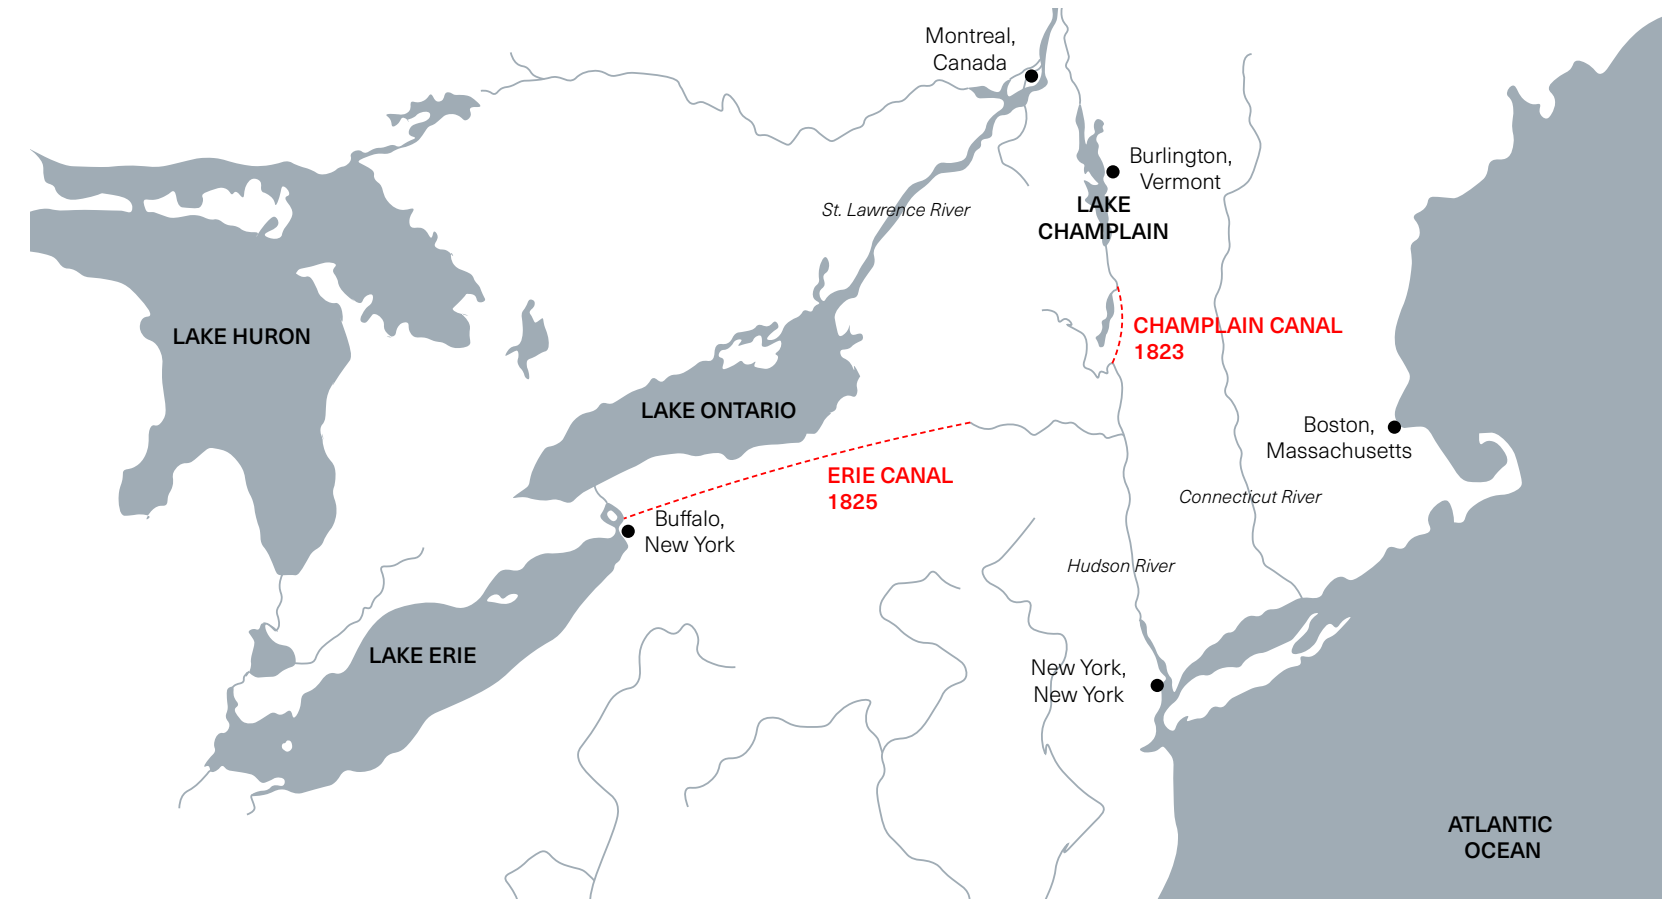 Montreal,
Canada
Burlington,
Vermont
St. Lawrence River
LAKE
CHAMPLAIN
LAKE HURON
CHAMPLAIN CANAL
1823
LAKE ONTARIO
Boston,
Massachusetts
ERIE CANAL
1825
Connecticut River
Buffalo,
New York
Hudson River
LAKE ERIE
New York,
New York
ATLANTIC
OCEAN